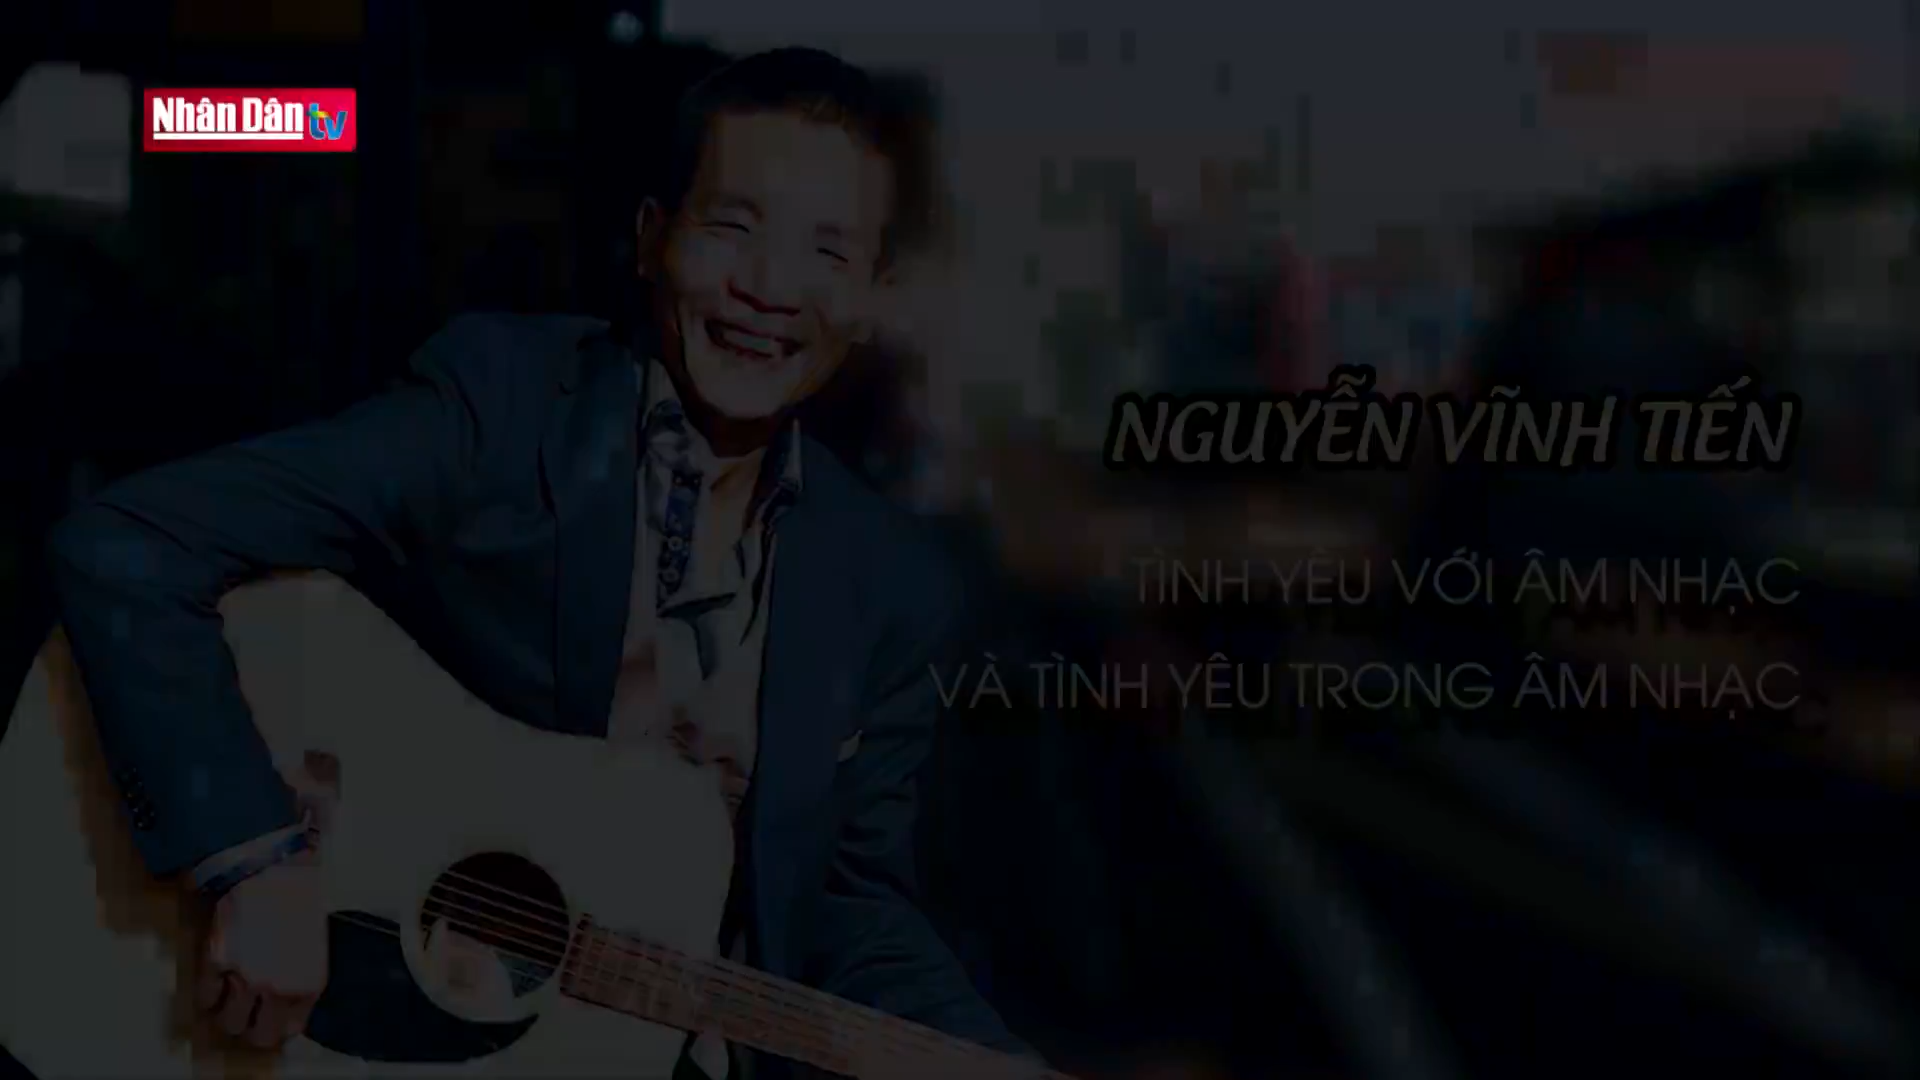 Nhân Dân tv
NGUYỄN VĨNH TIẾN
TÌNH YÊU VỚI ÂM NHẠC
VÀ TÌNH YÊU TRONG ÂM NHẠC